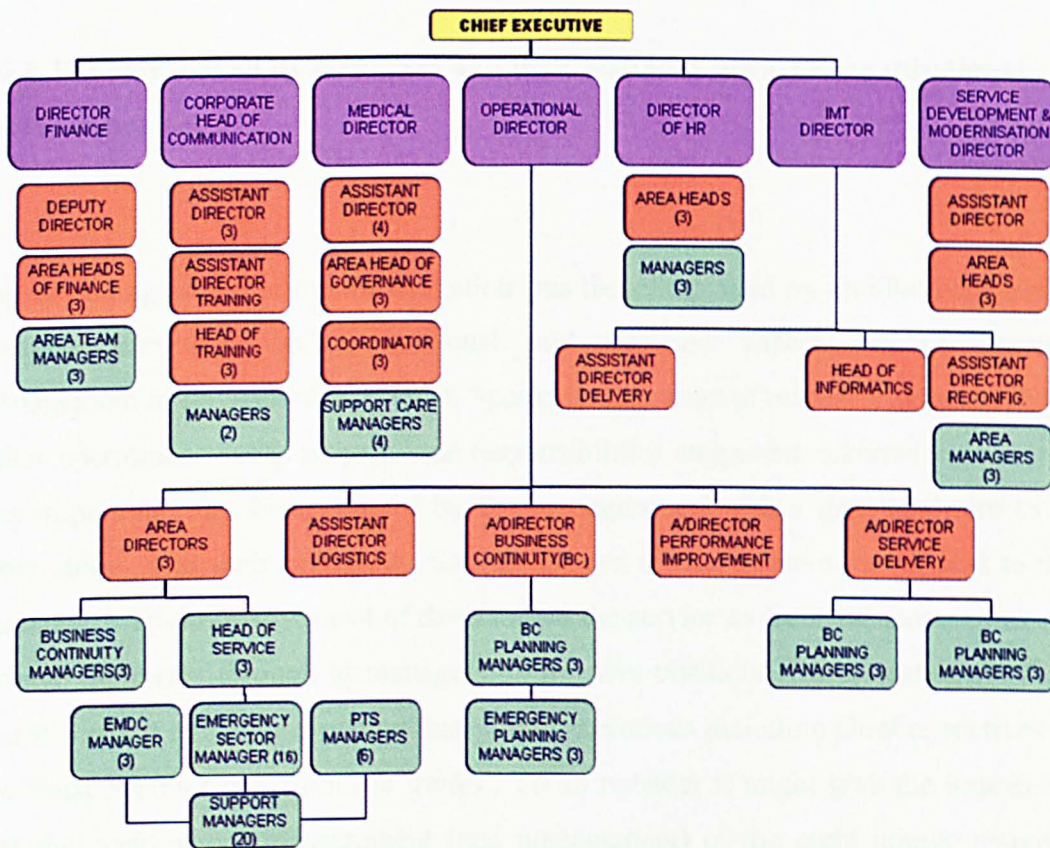 CHIEF EXECUTIVE
DIRECTOR
FINANCE
CORPORATE
HEAD OF
COMMUNICATION
MEDICAL
DIRECTOR
OPERATIONAL
DIRECTOR
DIRECTOR
OF HR
IMT
DIRECTOR
SERVICE
DEVELOPMENT &
MODERNISATION
DIRECTOR
DEPUTY
DIRECTOR
AREA HEADS
OF FINANCE
(3)
AREA TEAM
MANAGERS
(3)
ASSISTANT
DIRECTOR
(3)
ASSISTANT
DIRECTOR
TRAINING
HEAD OF
TRAINING
(3)
MANAGERS
(2)
ASSISTANT
DIRECTOR
(4)
AREA HEAD OF
GOVERNANCE
(3)
COORDINATOR
(3)
SUPPORT CARE
MANAGERS
(4)
AREA HEADS
(3)
MANAGERS
(3)
ASSISTANT
DIRECTOR
DELIVERY
HEAD OF
INFORMATICS
ASSISTANT
DIRECTOR
AREA
HEADS
(3)
ASSISTANT
DIRECTOR
RECONFIG.
AREA
MANAGERS
(3)
AREA
DIRECTORS
(3)
ASSISTANT
DIRECTOR
LOGISTICS
A/DIRECTOR
BUSINESS
CONTINUITY(BC)
A/DIRECTOR
PERFORMANCE
IMPROVEMENT
A/DIRECTOR
SERVICE
DELIVERY
BUSINESS
CONTINUITY
MANAGERS(3)
HEAD OF
SERVICE
(3)
BC
PLANNING
MANAGERS (3)
BC
PLANNING
MANAGERS (3)
BC
PLANNING
MANAGERS (3)
EMDC
MANAGER
(3)
EMERGENCY
SECTOR
MANAGER (16)
PTS
MANAGERS
(6)
EMERGENCY
PLANNING
MANAGERS (3)
SUPPORT
MANAGERS
(20)